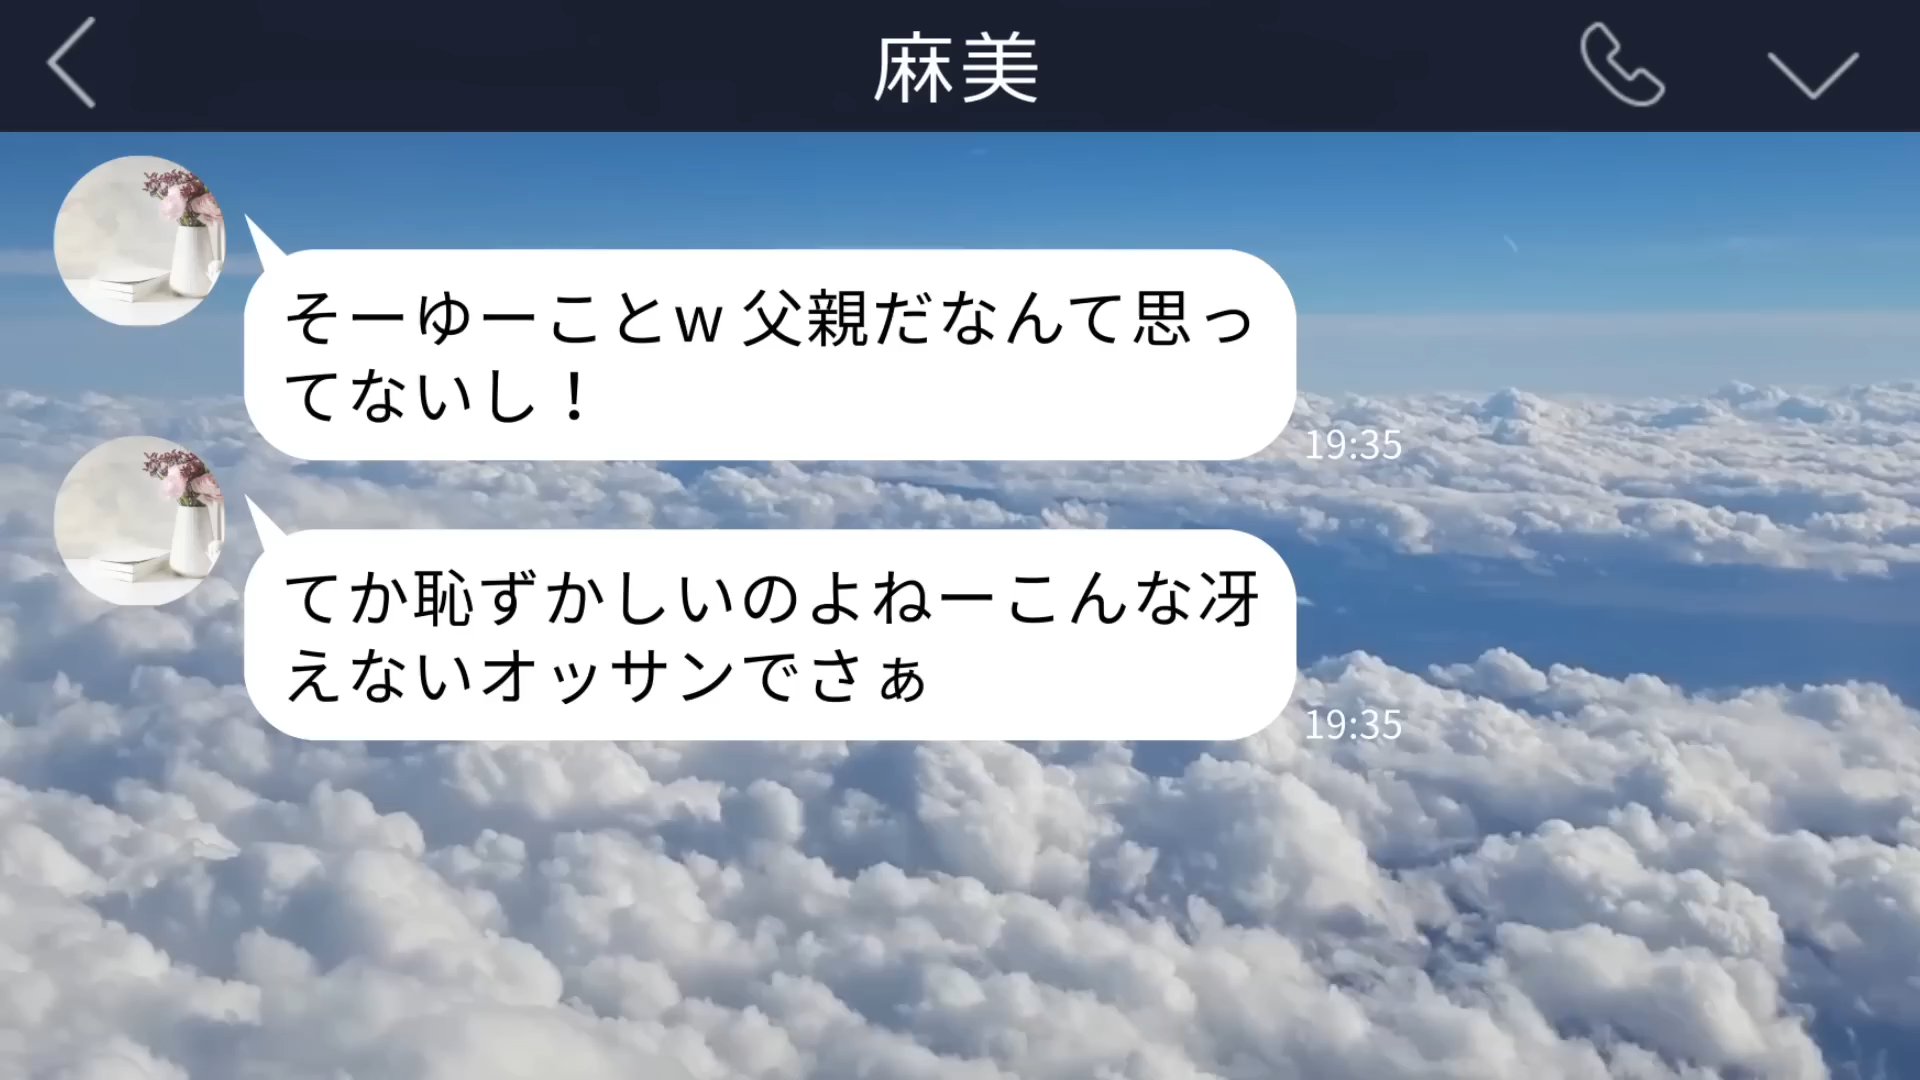 麻美
そーゆーことw 父親だなんて思っ
てないし！
19:35
てか恥ずかしいのよねーこんな冴
えないオッサンでさぁ
19:35